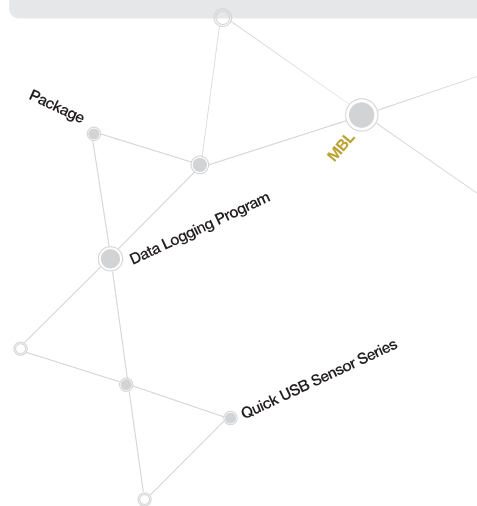 Package
MBL
Data Logging Program
Quick USB Sensor Series